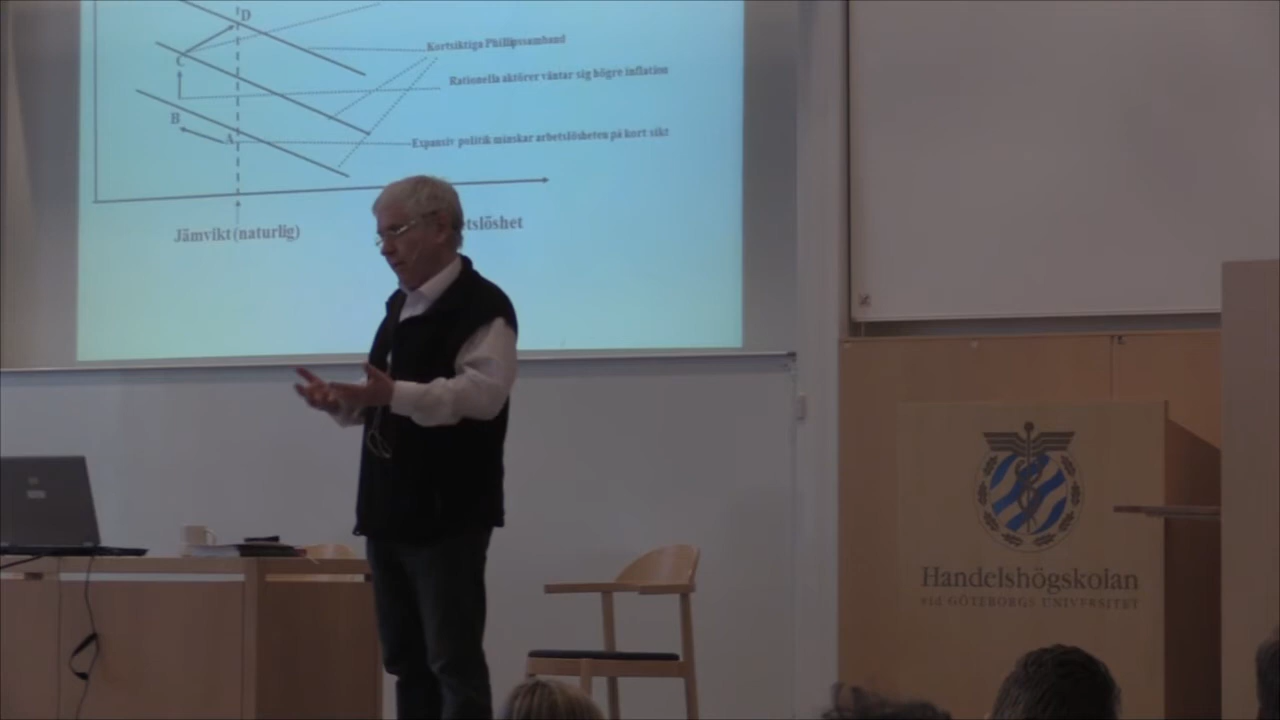 D
Kortsiktiga Phillipssamband
C
Rationella aktörer väntar sig högre inflation
B
A
Expansiv politik minskar arbetslösheten på kort sikt
Jämvikt (naturlig)
etslöshet
Handelshögskolan
VID GÖTEBORGS UNIVERSITET